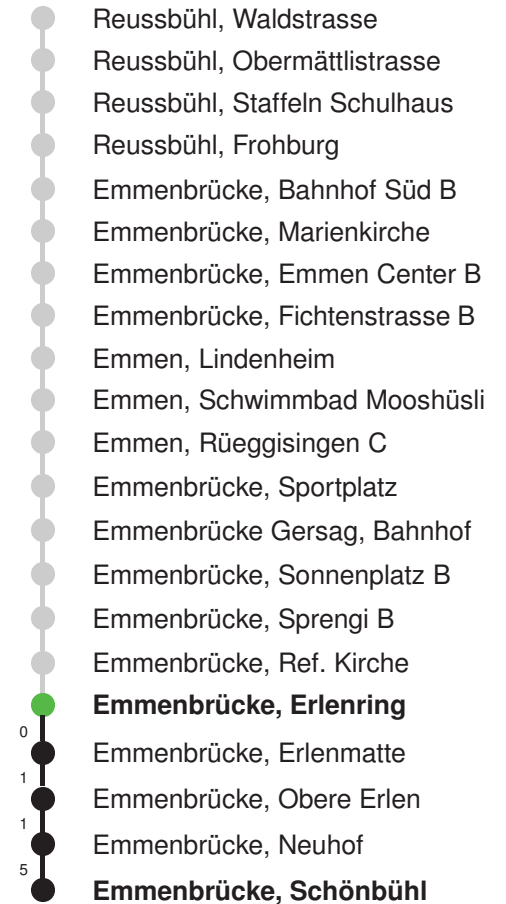 Reussbühl, Waldstrasse
Reussbühl, Obermättlistrasse
Reussbühl, Staffeln Schulhaus
Reussbühl, Frohburg
Emmenbrücke, Bahnhof Süd B
Emmenbrücke, Marienkirche
Emmenbrücke, Emmen Center B
Emmenbrücke, Fichtenstrasse B
Emmen, Lindenheim
Emmen, Schwimmbad Mooshüsli
Emmen, Rüeggisingen C
Emmenbrücke, Sportplatz
Emmenbrücke Gersag, Bahnhof
Emmenbrücke, Sonnenplatz B
Emmenbrücke, Sprengi B
Emmenbrücke, Ref. Kirche
Emmenbrücke, Erlenring
0
Emmenbrücke, Erlenmatte
1
Emmenbrücke, Obere Erlen
1
Emmenbrücke, Neuhof
5
Emmenbrücke, Schönbühl